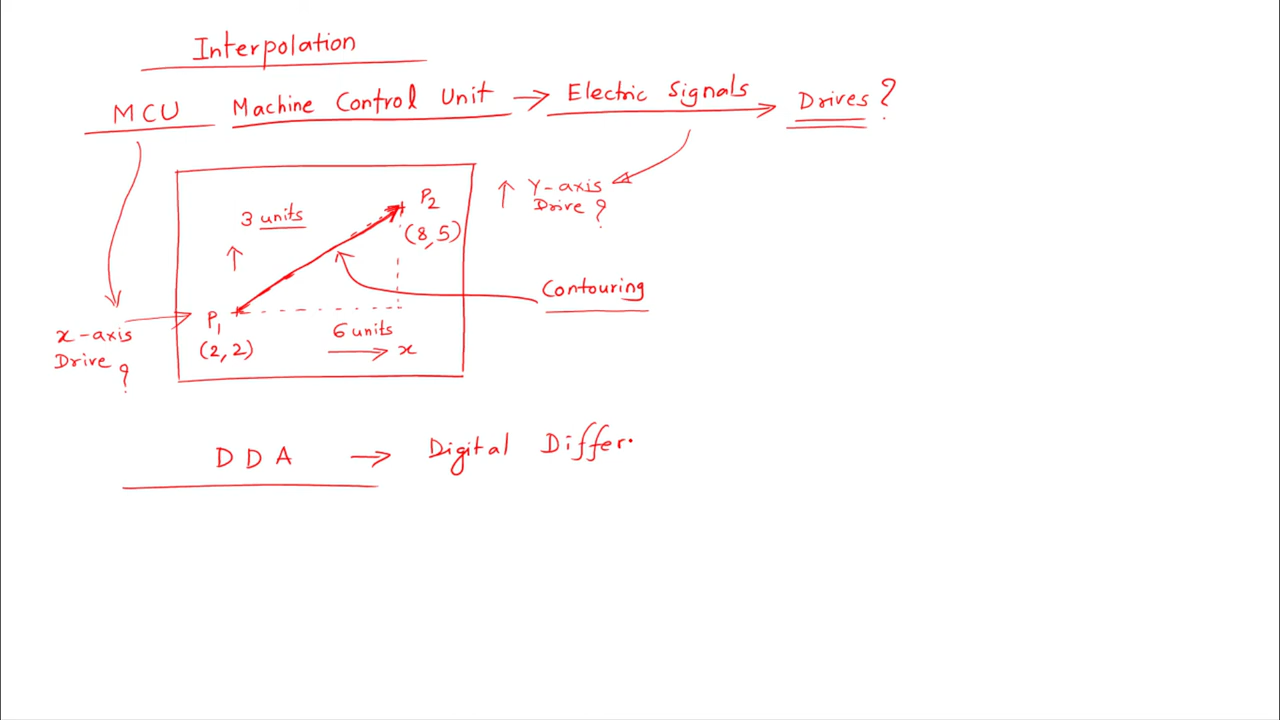 Interpolation
MCU Machine Control Unit → Electric Signals → Drives ?
↑ Y-axis
Drive ?
P2
(8,5)
3 units
↑
Contouring
P1
(2,2)
6 units
→ x
x-axis
Drive ?
DDA → Digital Differ